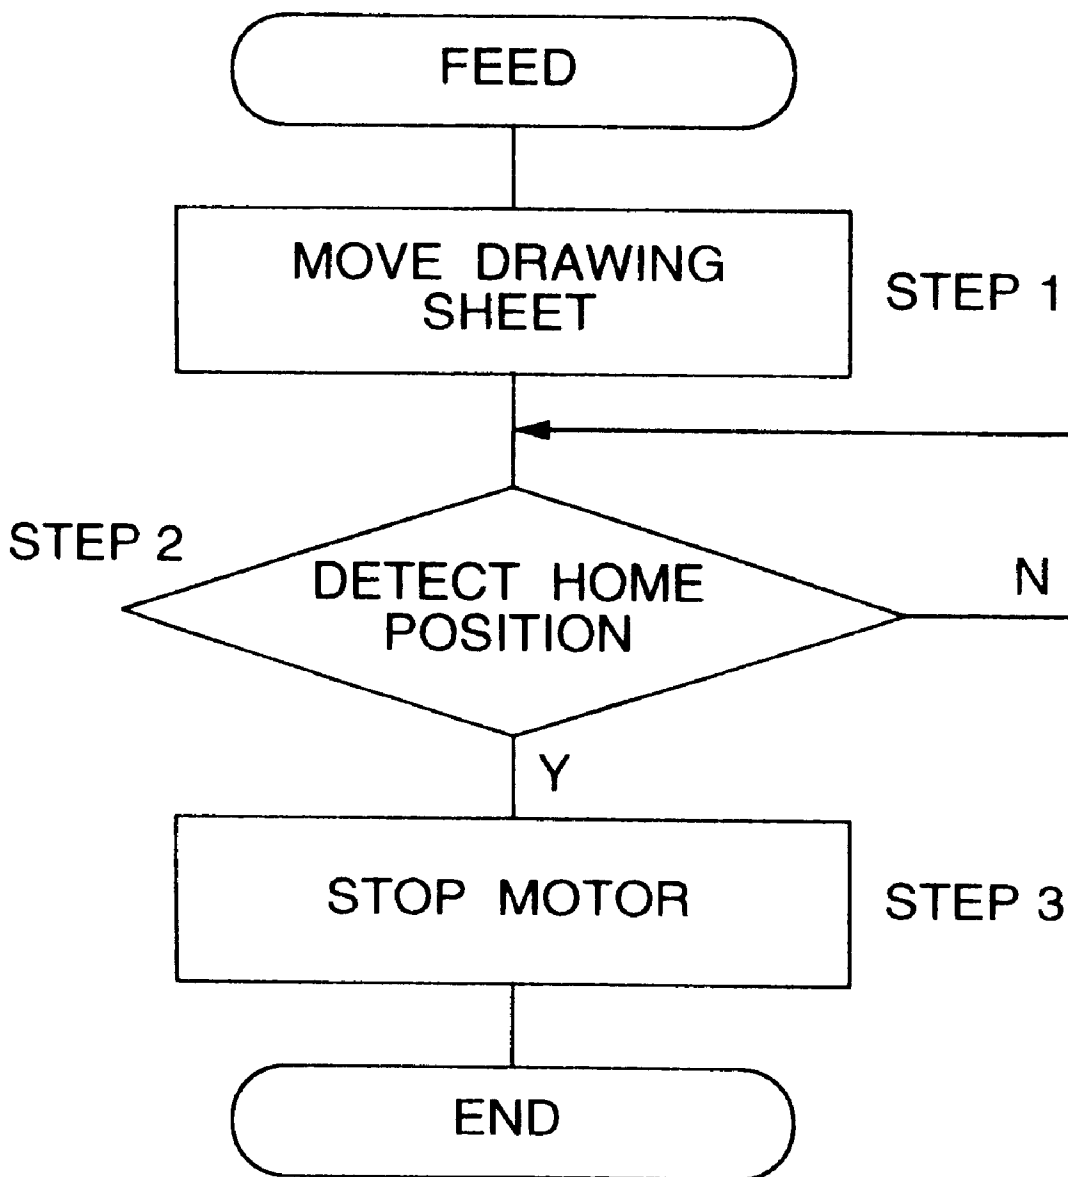 FEED
MOVE DRAWING
SHEET
STEP 1
STEP 2
DETECT HOME
POSITION
N
Y
STOP MOTOR
STEP 3
END